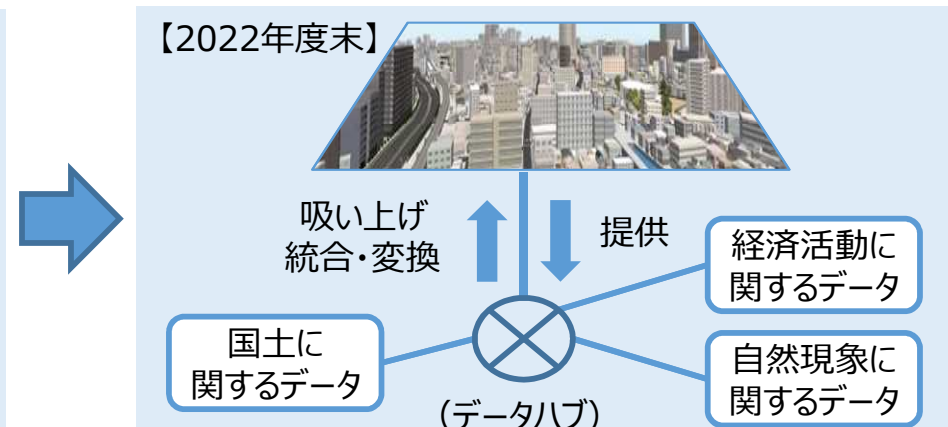 【2022年度末】
吸い上げ
統合・変換
提供
経済活動に
関するデータ
国土に
関するデータ
自然現象に
関するデータ
(データハブ)